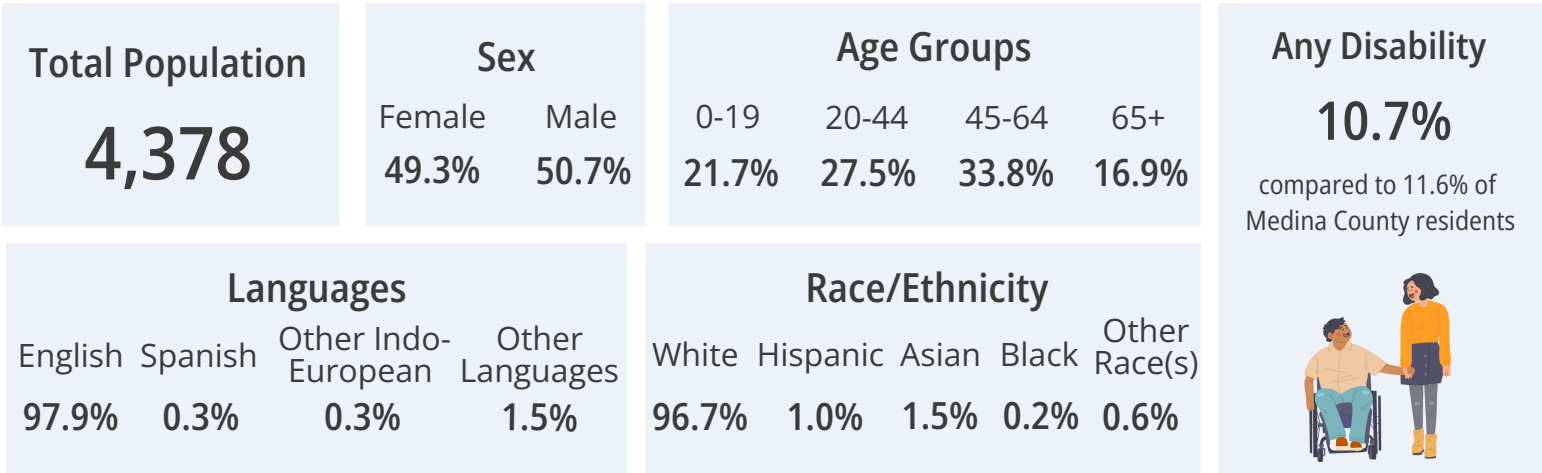 Total Population
4,378
Sex
Female Male
49.3% 50.7%
Age Groups
0-19 20-44 45-64 65+
21.7% 27.5% 33.8% 16.9%
Any Disability
10.7%
compared to 11.6% of
Medina County residents
Languages
English Spanish Other Indo-
European Other
Languages
97.9% 0.3% 0.3% 1.5%
Race/Ethnicity
White Hispanic Asian Black Other
Race(s)
96.7% 1.0% 1.5% 0.2% 0.6%